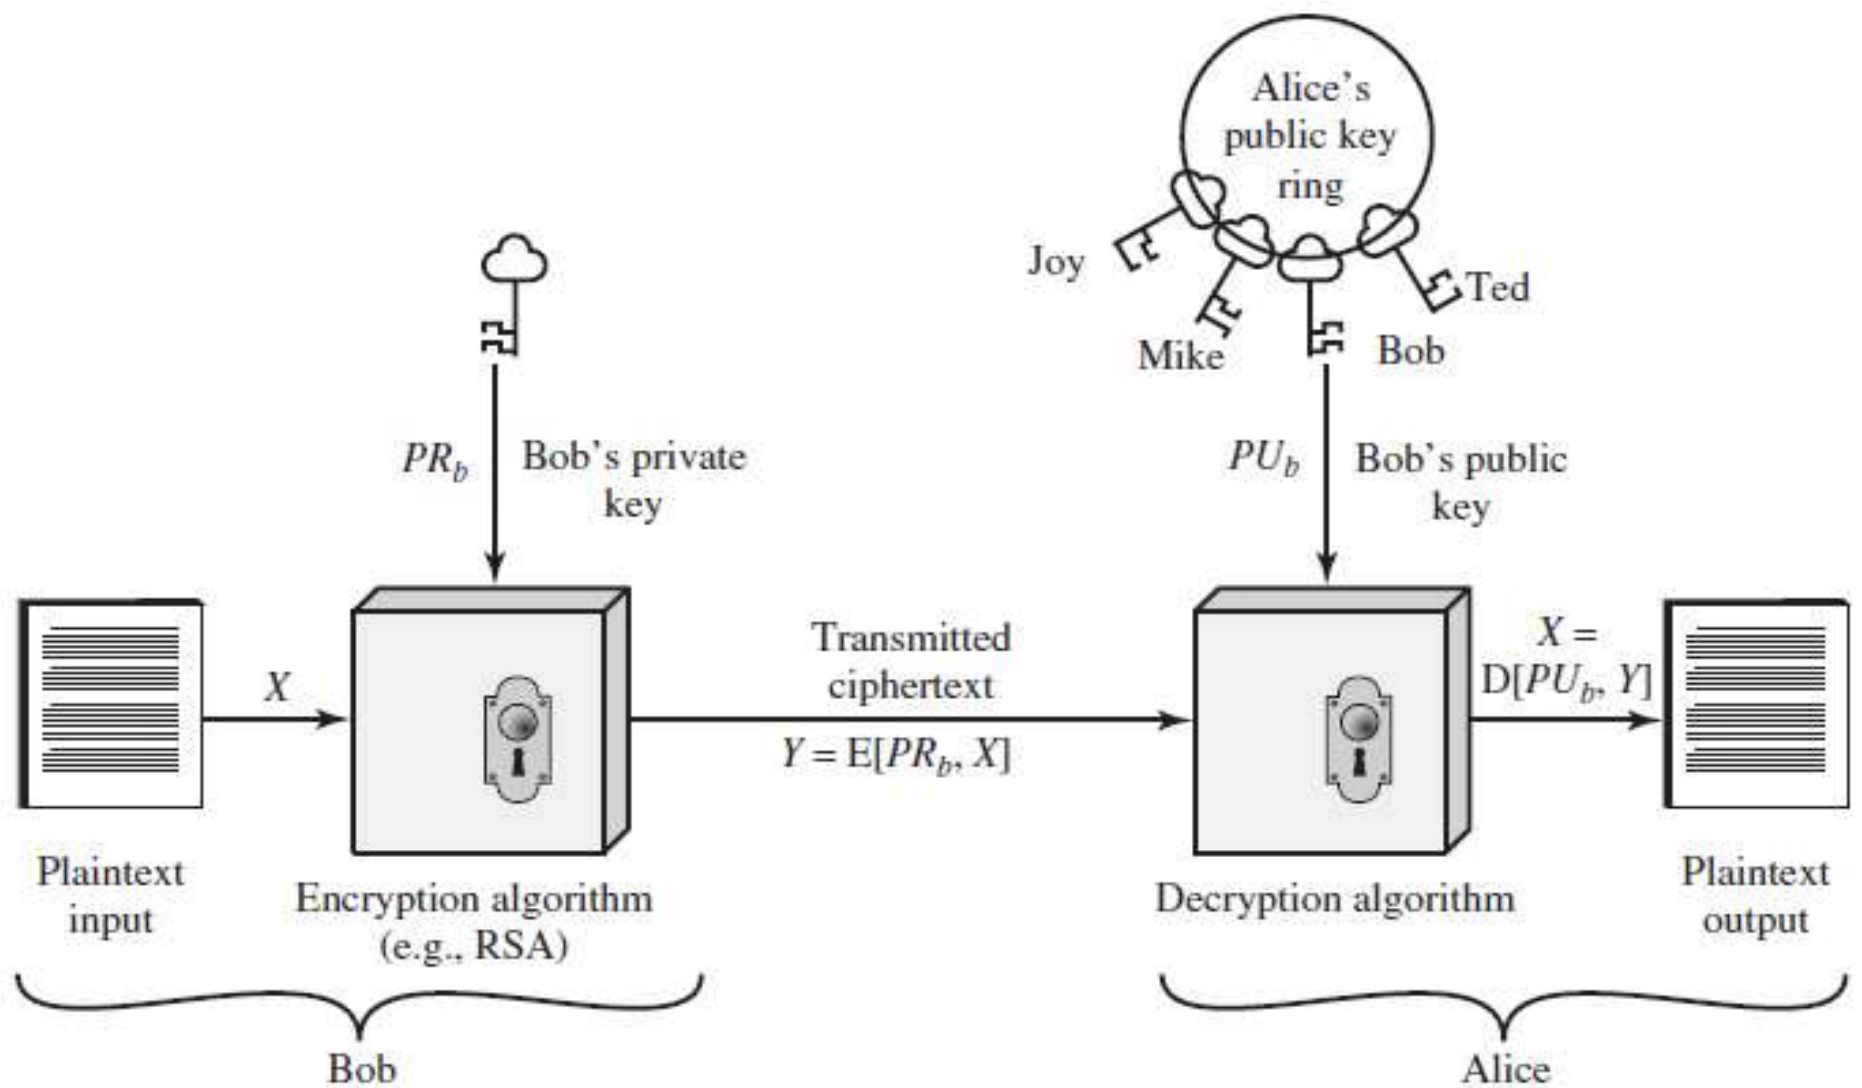 Alice's
public key
ring
Joy
Mike
Bob
Ted
PR_b
Bob's private
key
PU_b
Bob's public
key
X
Transmitted
ciphertext
Y = E[PR_b, X]
X =
D[PU_b, Y]
Plaintext
input
Encryption algorithm
(e.g., RSA)
Decryption algorithm
Plaintext
output
Bob
Alice